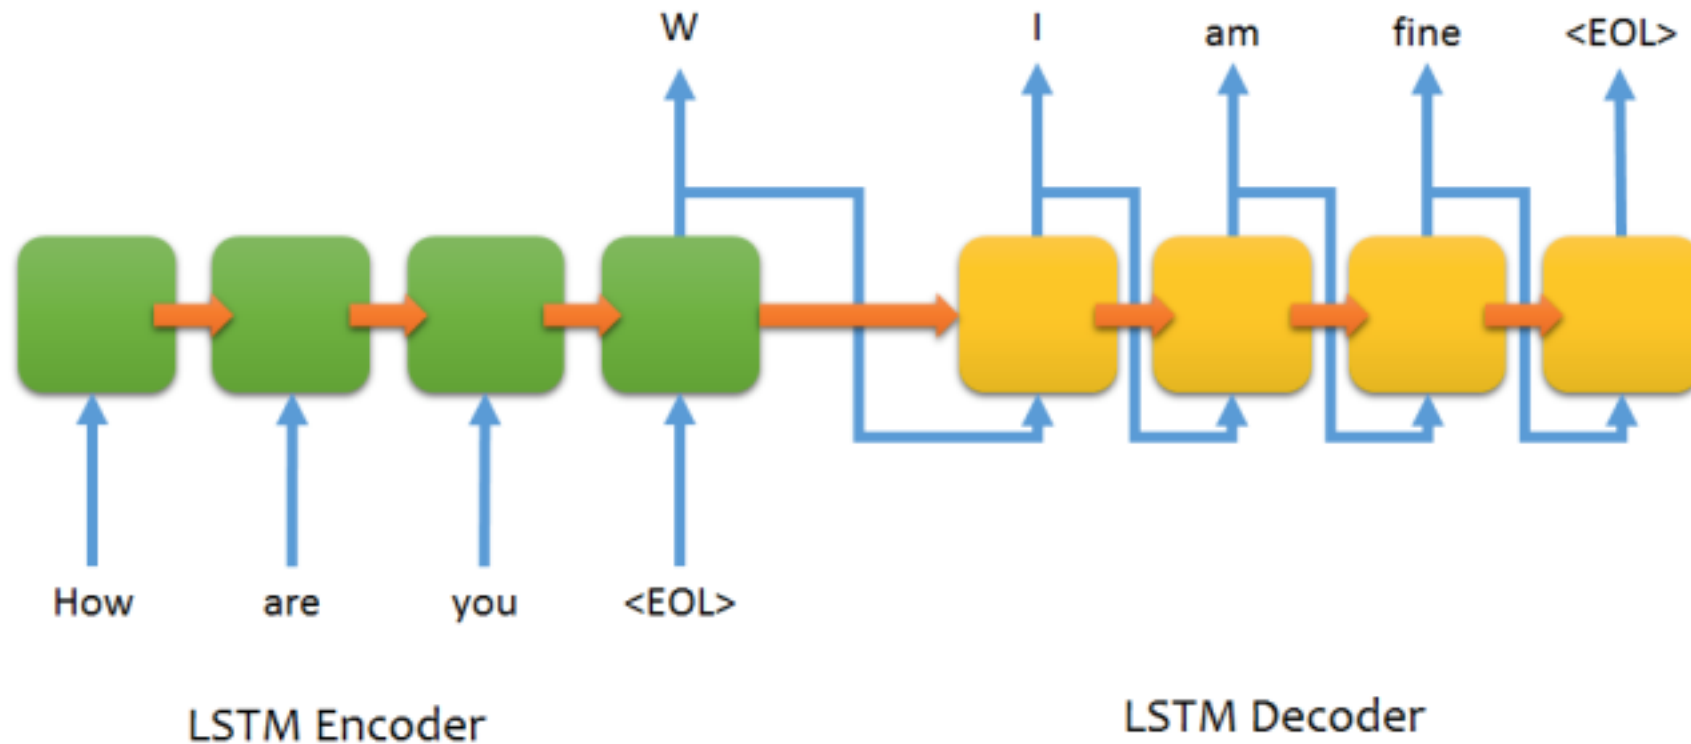 W I am fine <EOL>
How are you <EOL>
LSTM Encoder LSTM Decoder